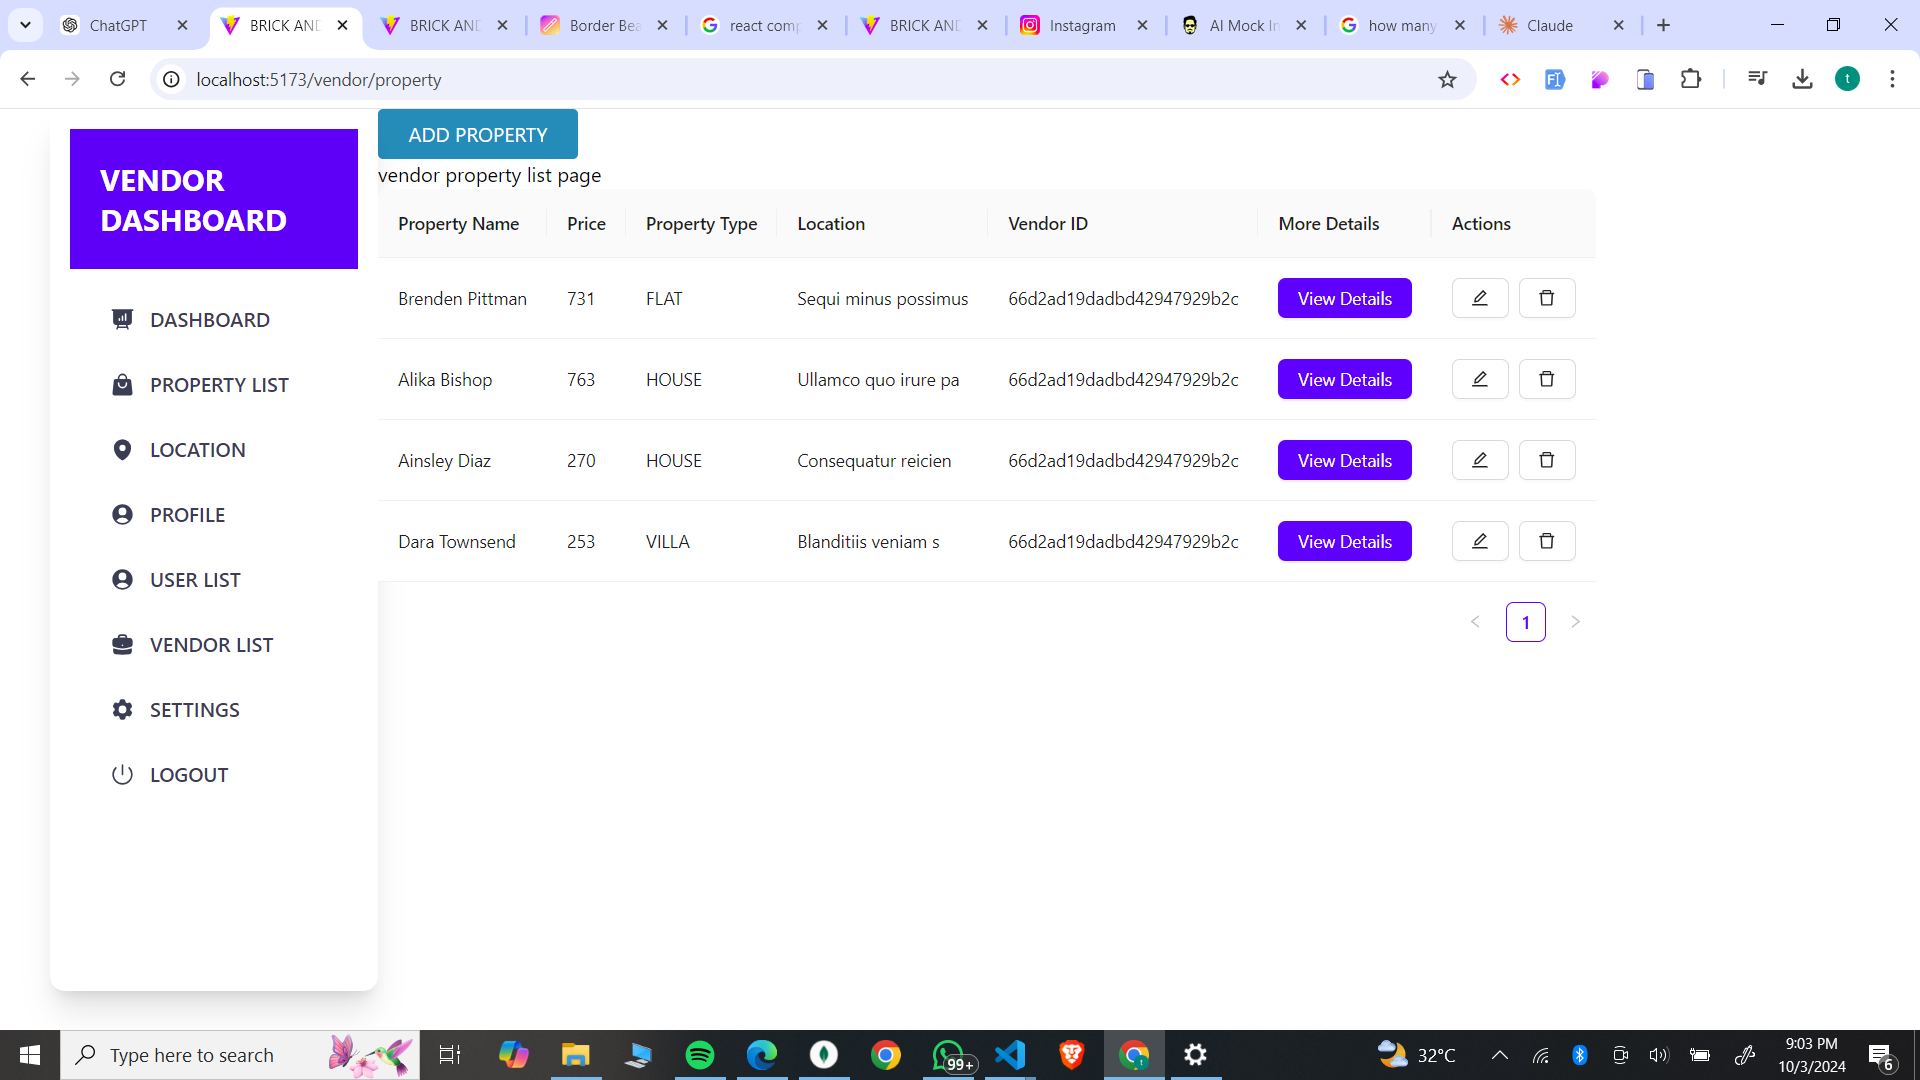 ChatGPT
BRICK AND
BRICK AND
Border Bea
react comp
BRICK AND
Instagram
AI Mock In
how many
Claude
localhost:5173/vendor/property
t
VENDOR
DASHBOARD
DASHBOARD
PROPERTY LIST
LOCATION
PROFILE
USER LIST
VENDOR LIST
SETTINGS
LOGOUT
ADD PROPERTY
vendor property list page
Property Name Price Property Type Location Vendor ID More Details Actions
Brenden Pittman 731 FLAT Sequi minus possimus 66d2ad19dadbd42947929b2c View Details
Alika Bishop 763 HOUSE Ullamco quo irure pa 66d2ad19dadbd42947929b2c View Details
Ainsley Diaz 270 HOUSE Consequatur reicien 66d2ad19dadbd42947929b2c View Details
Dara Townsend 253 VILLA Blanditiis veniam s 66d2ad19dadbd42947929b2c View Details
1
Type here to search
99+
32°C
9:03 PM
10/3/2024
6